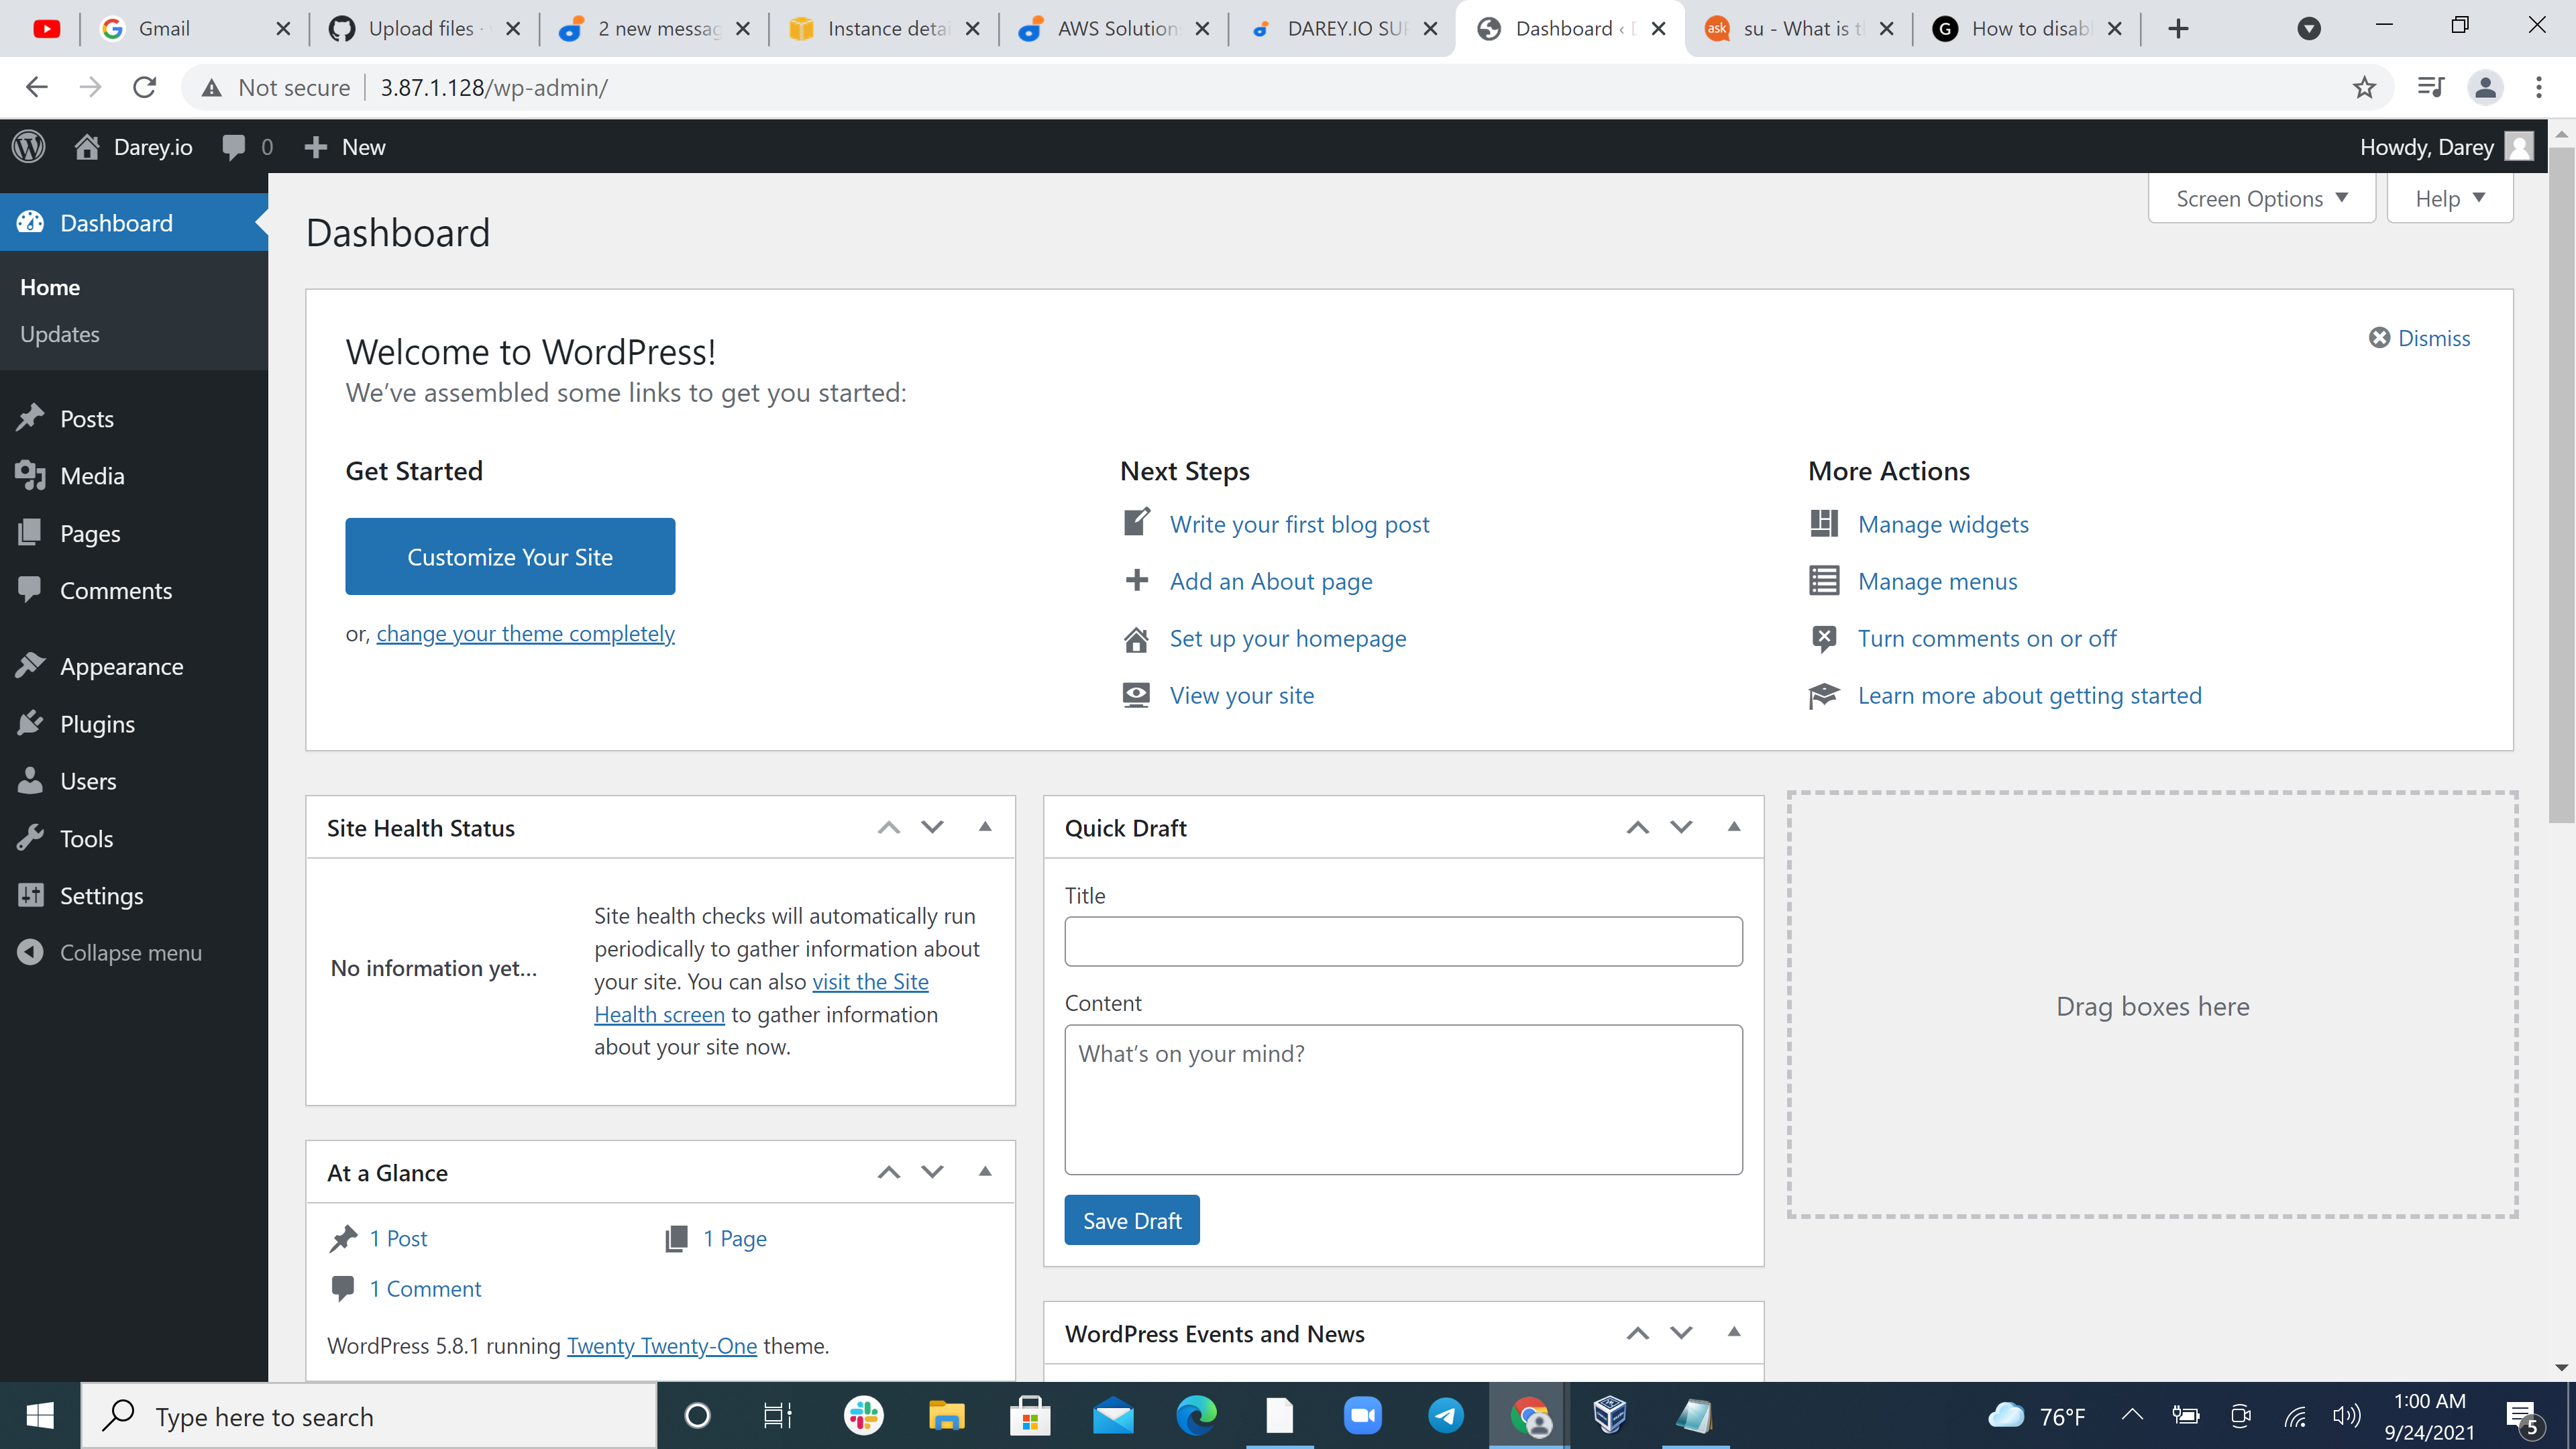 Gmail
Upload files ·
2 new messag
Instance detai
AWS Solution
DAREY.IO SUP
Dashboard ‹ D
ask
su - What is t
G
How to disabl
Not secure
3.87.1.128/wp-admin/
Darey.io
0
New
Howdy, Darey
Screen Options
Help
Dashboard
Home
Updates
Posts
Media
Pages
Comments
Appearance
Plugins
Users
Tools
Settings
Collapse menu
Dashboard
Welcome to WordPress!
Dismiss
We’ve assembled some links to get you started:
Get Started
Customize Your Site
or, change your theme completely
Next Steps
Write your first blog post
Add an About page
Set up your homepage
View your site
More Actions
Manage widgets
Manage menus
Turn comments on or off
Learn more about getting started
Site Health Status
No information yet…
Site health checks will automatically run
periodically to gather information about
your site. You can also visit the Site
Health screen to gather information
about your site now.
At a Glance
1 Post
1 Page
1 Comment
WordPress 5.8.1 running Twenty Twenty-One theme.
Quick Draft
Title
Content
What’s on your mind?
Save Draft
WordPress Events and News
Drag boxes here
Type here to search
76°F
1:00 AM
9/24/2021
5